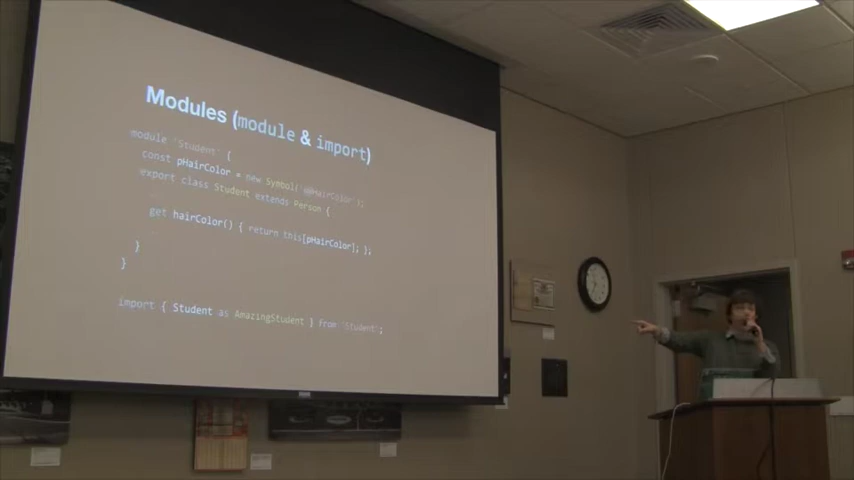 Modules (module & import)
module 'Student' {
const pHairColor = new Symbol('@@HairColor');
export class Student extends Person {
get hairColor() { return this[pHairColor]; };
}
}
import { Student as AmazingStudent } from 'Student';